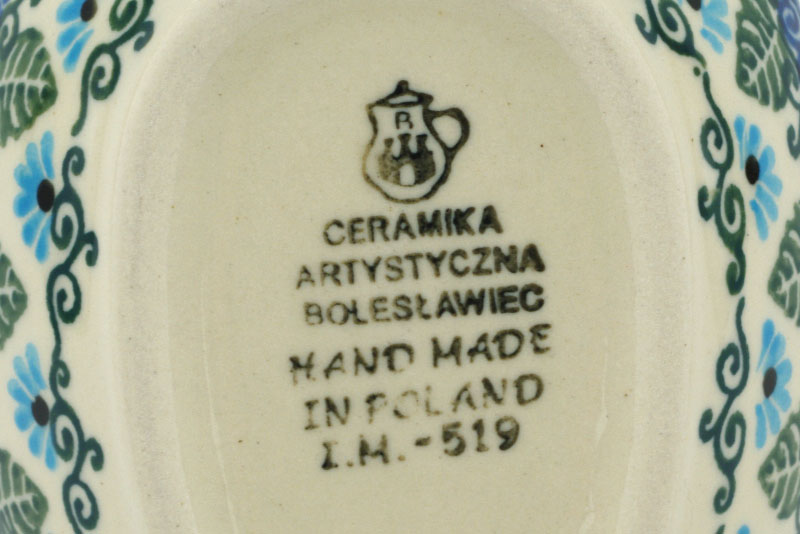 B
CERAMIKA
ARTYSTYCZNA
BOLESŁAWIEC
HAND MADE
IN POLAND
I.M.-519